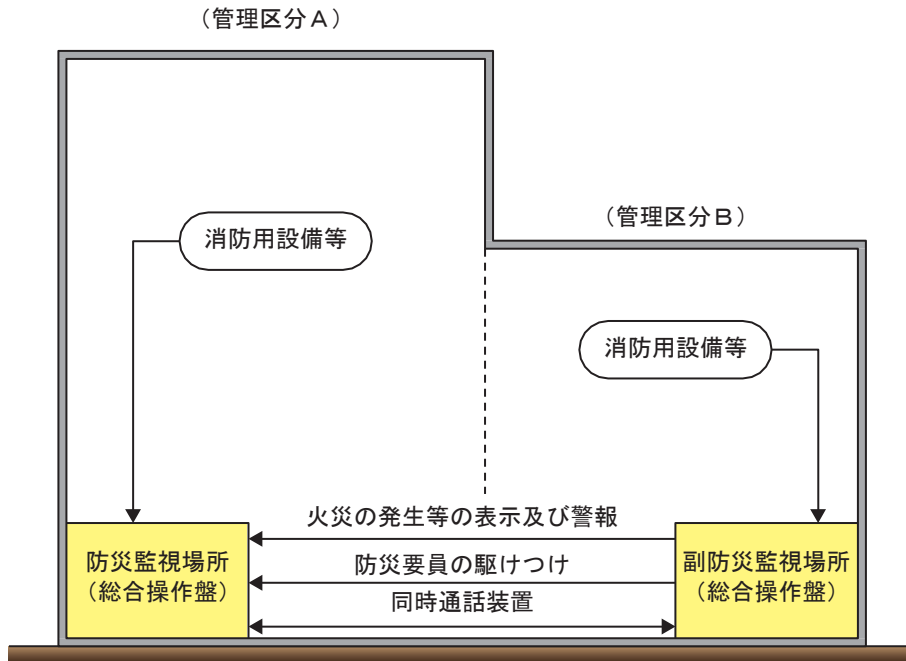 （管理区分Ａ）
（管理区分Ｂ）
消防用設備等
消防用設備等
火災の発生等の表示及び警報
防災要員の駆けつけ
同時通話装置
防災監視場所
（総合操作盤）
副防災監視場所
（総合操作盤）